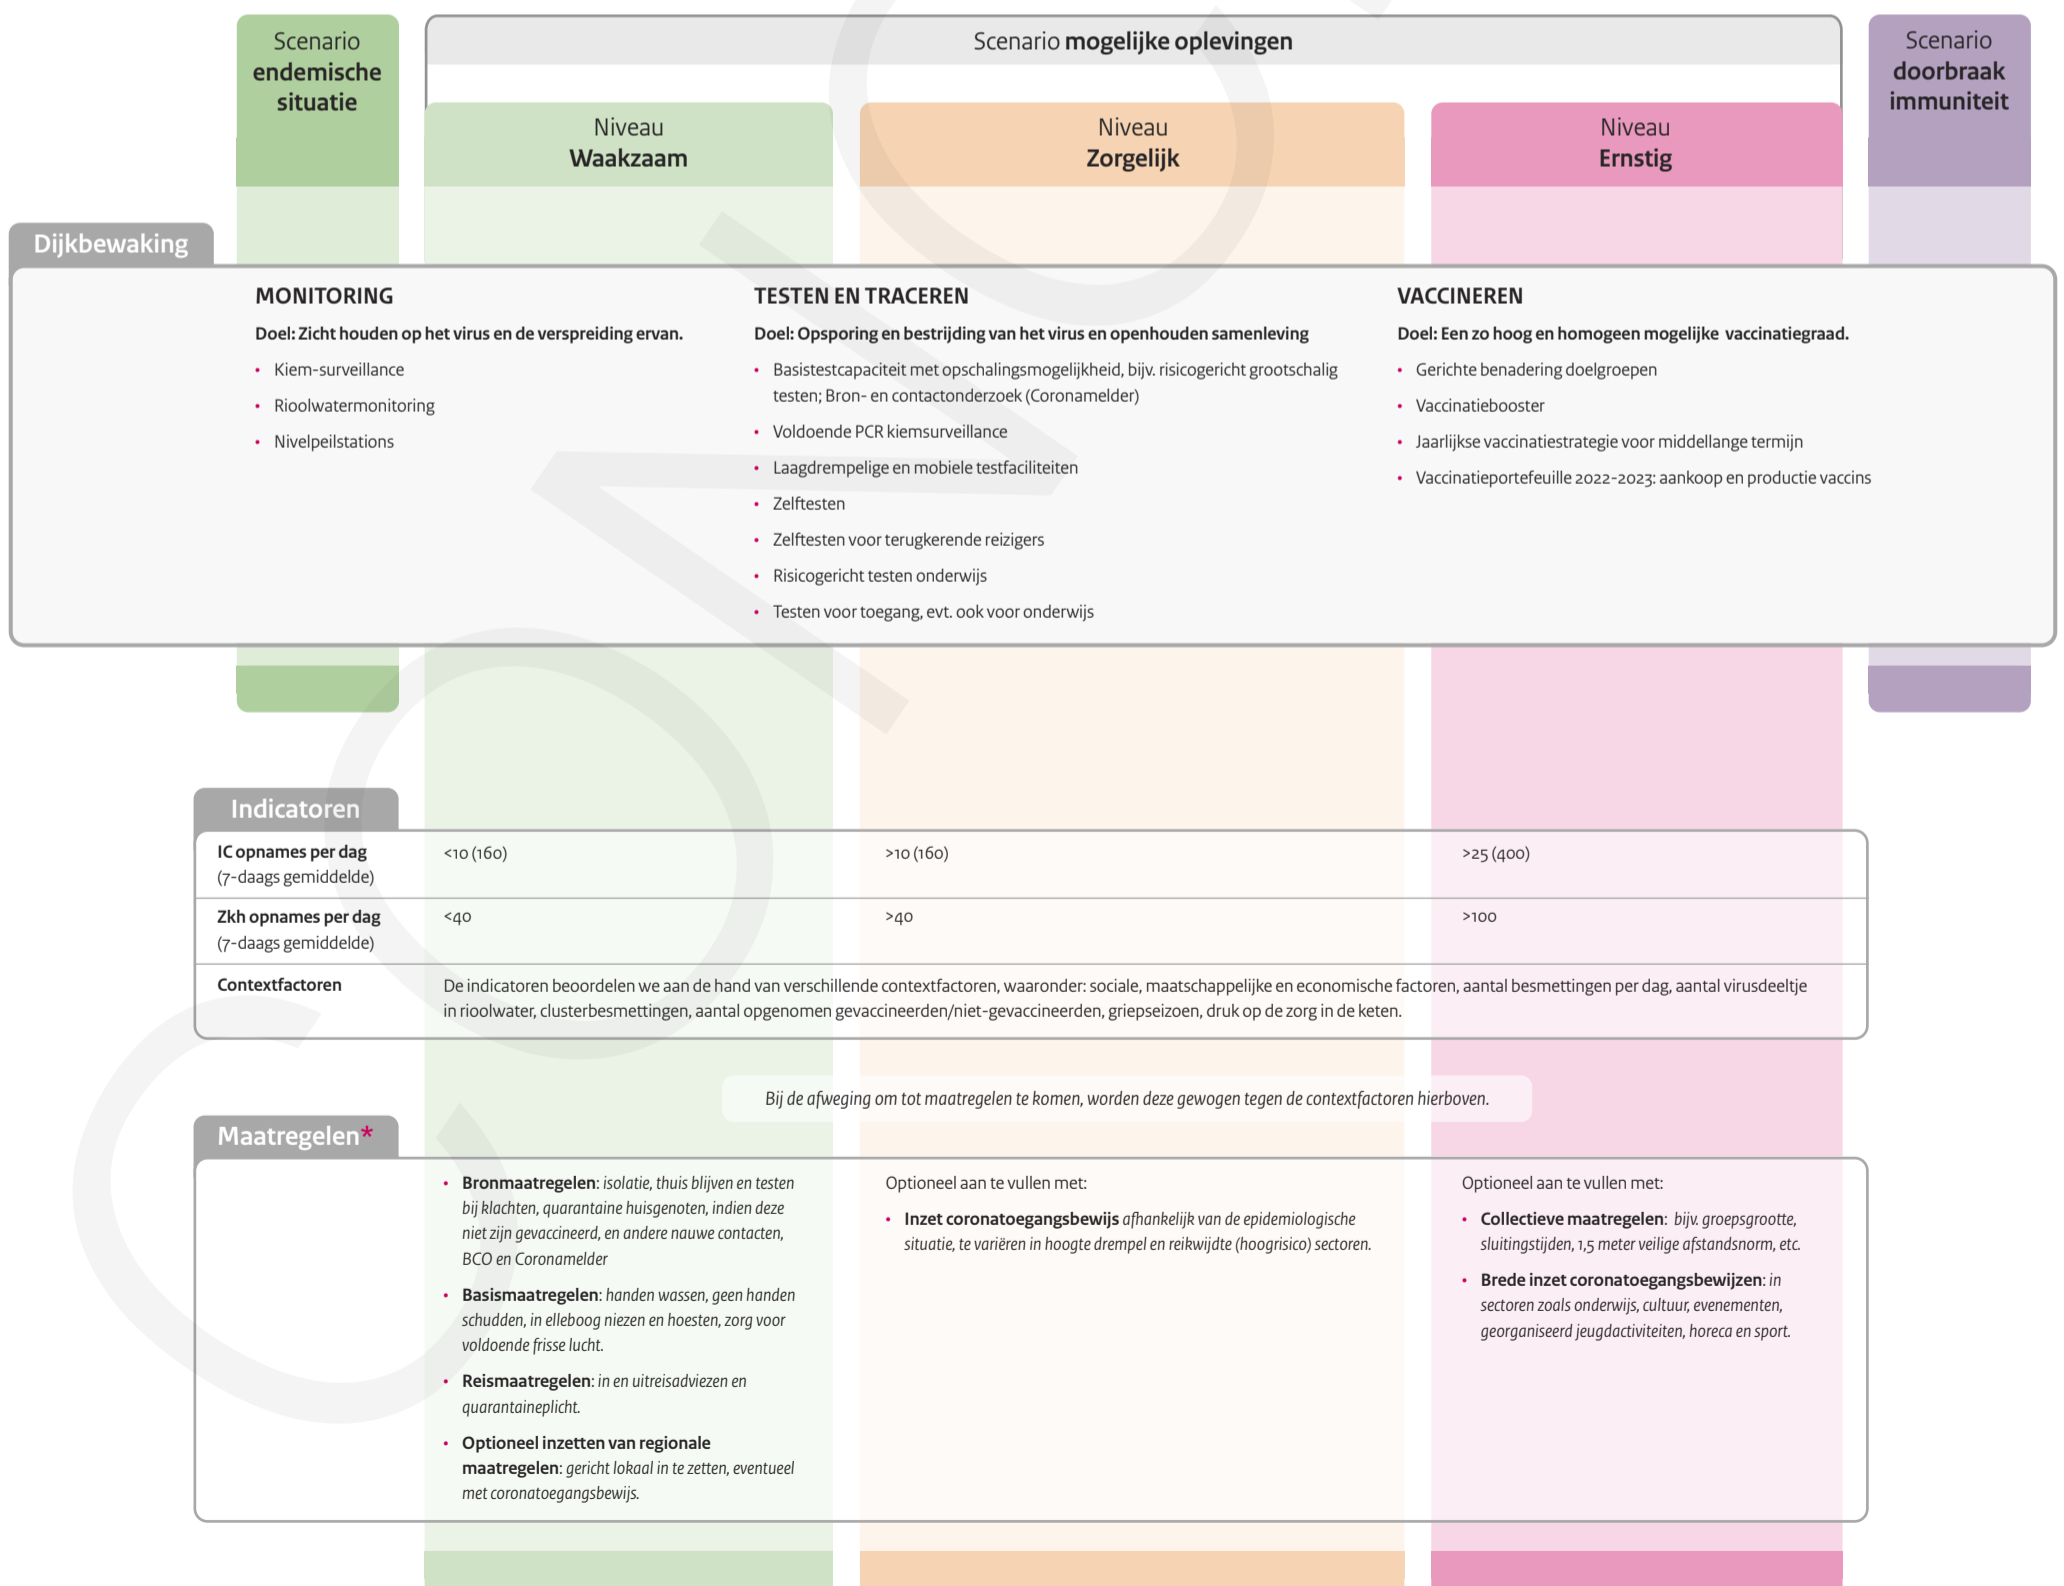 Scenario
endemische
situatie
Scenario mogelijke oplevingen
Scenario
doorbraak
immuniteit
Niveau
Waakzaam
Niveau
Zorgelijk
Niveau
Ernstig
Dijkbewaking
MONITORING
Doel: Zicht houden op het virus en de verspreiding ervan.
• Kiem-surveillance
• Rioolwatermonitoring
• Nivelpeilstations
TESTEN EN TRACEREN
Doel: Opsporing en bestrijding van het virus en openhouden samenleving
• Basistestcapaciteit met opschalingsmogelijkheid, bijv. risicogericht grootschalig
testen; Bron- en contactonderzoek (Coronamelder)
• Voldoende PCR kiemsurveillance
• Laagdrempelige en mobiele testfaciliteiten
• Zelftesten
• Zelftesten voor terugkerende reizigers
• Risicogericht testen onderwijs
• Testen voor toegang, evt. ook voor onderwijs
VACCINEREN
Doel: Een zo hoog en homogeen mogelijke vaccinatiegraad.
• Gerichte benadering doelgroepen
• Vaccinatiebooster
• Jaarlijkse vaccinatiestrategie voor middellange termijn
• Vaccinatieportefeuille 2022-2023: aankoop en productie vaccins
Indicatoren
IC opnames per dag
(7-daags gemiddelde)
<10 (160)
>10 (160)
>25 (400)
Zkh opnames per dag
(7-daags gemiddelde)
<40
>40
>100
Contextfactoren
De indicatoren beoordelen we aan de hand van verschillende contextfactoren, waaronder: sociale, maatschappelijke en economische factoren, aantal besmettingen per dag, aantal virusdeeltje
in rioolwater, clusterbesmettingen, aantal opgenomen gevaccineerden/niet-gevaccineerden, griepseizoen, druk op de zorg in de keten.
Bij de afweging om tot maatregelen te komen, worden deze gewogen tegen de contextfactoren hierboven.
Maatregelen*
• Bronmaatregelen: isolatie, thuis blijven en testen
bij klachten, quarantaine huisgenoten, indien deze
niet zijn gevaccineerd, en andere nauwe contacten,
BCO en Coronamelder
• Basismaatregelen: handen wassen, geen handen
schudden, in elleboog niezen en hoesten, zorg voor
voldoende frisse lucht.
• Reismaatregelen: in en uitreisadviezen en
quarantaineplicht.
• Optioneel inzetten van regionale
maatregelen: gericht lokaal in te zetten, eventueel
met coronatoegangsbewijs.
Optioneel aan te vullen met:
• Inzet coronatoegangsbewijs afhankelijk van de epidemiologische
situatie, te variëren in hoogte drempel en reikwijdte (hoogrisico) sectoren.
Optioneel aan te vullen met:
• Collectieve maatregelen: bijv. groepsgrootte,
sluitingstijden, 1,5 meter veilige afstandsnorm, etc.
• Brede inzet coronatoegangsbewijzen: in
sectoren zoals onderwijs, cultuur, evenementen,
georganiseerd jeugdactiviteiten, horeca en sport.